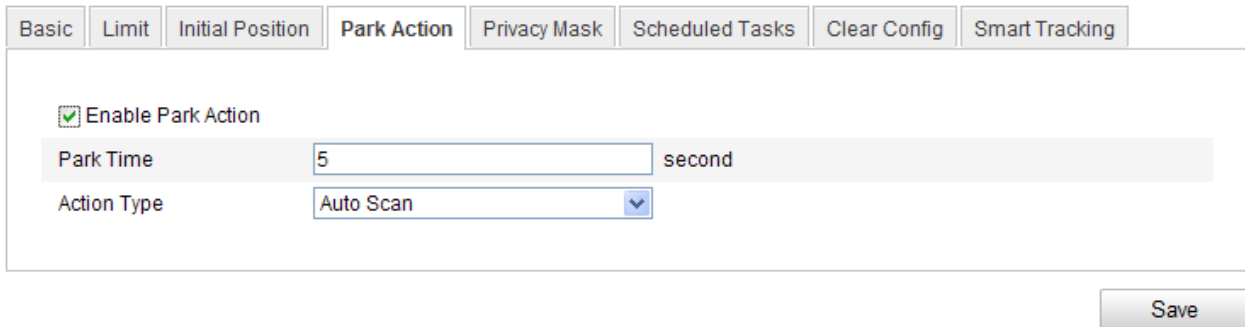 Basic Limit Initial Position Park Action Privacy Mask Scheduled Tasks Clear Config Smart Tracking
Enable Park Action
Park Time 5 second
Action Type Auto Scan
Save